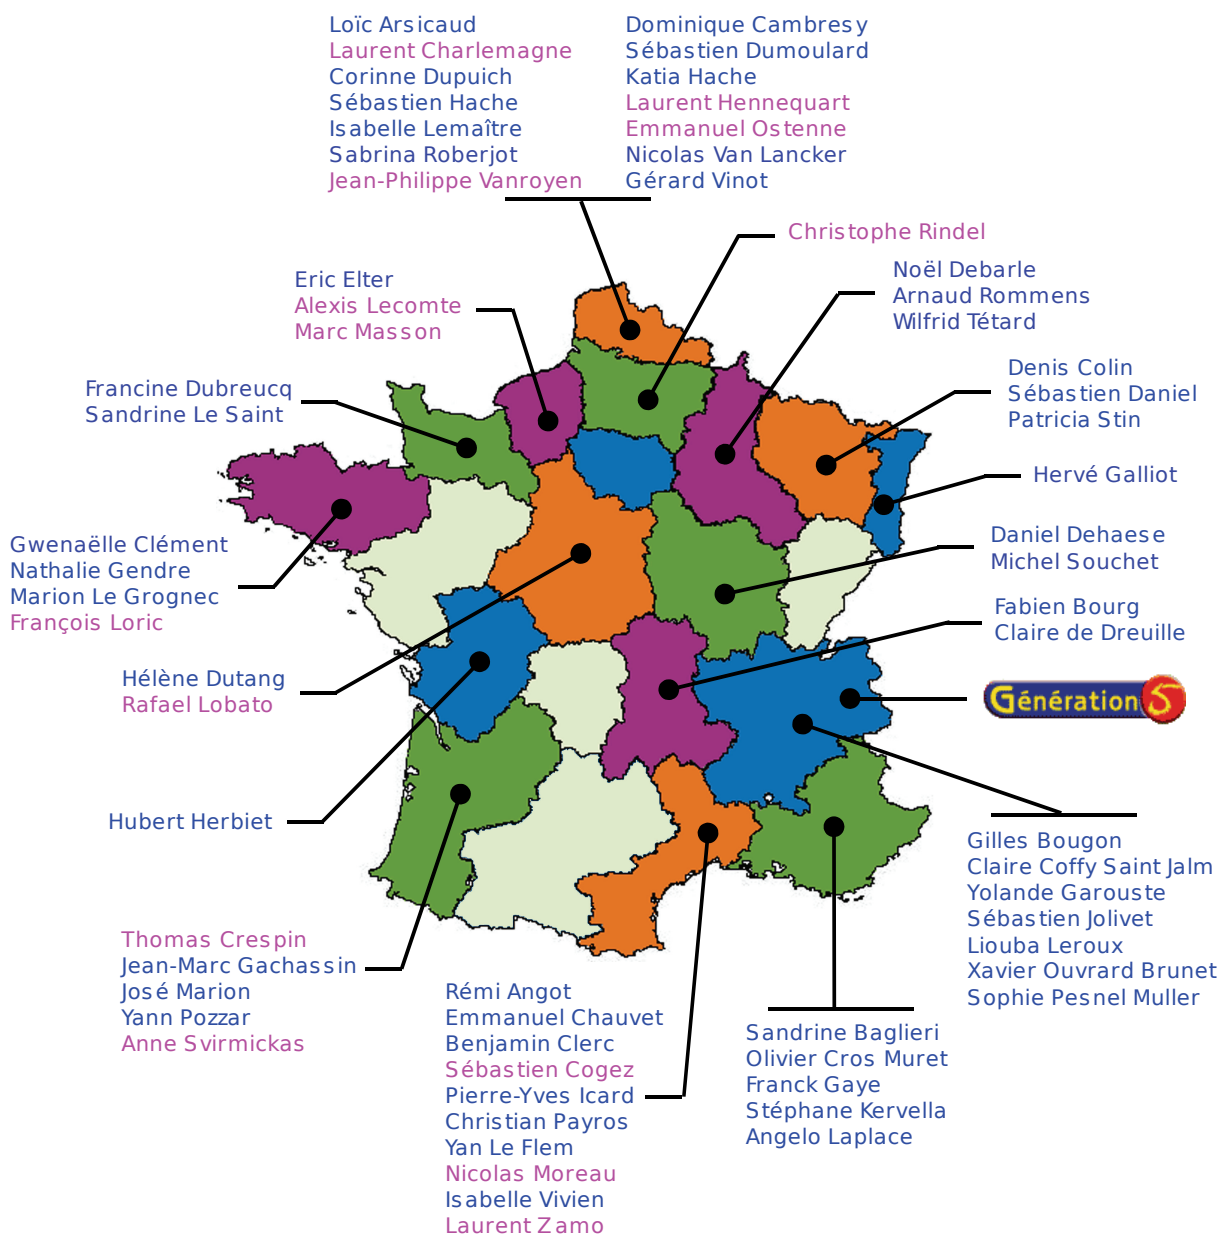 Loïc Arsicaud
Laurent Charlemagne
Corinne Dupuich
Sébastien Hache
Isabelle Lemaître
Sabrina Roberjot
Jean-Philippe Vanroyen
Dominique Cambresy
Sébastien Dumoulard
Katia Hache
Laurent Hennequart
Emmanuel Ostenne
Nicolas Van Lancker
Gérard Vinot
Christophe Rindel
Eric Elter
Alexis Lecomte
Marc Masson
Noël Debarle
Arnaud Rommens
Wilfrid Tétard
Francine Dubreucq
Sandrine Le Saint
Denis Colin
Sébastien Daniel
Patricia Stin
Hervé Galliot
Gwenaëlle Clément
Nathalie Gendre
Marion Le Grognec
François Loric
Daniel Dehaese
Michel Souchet
Fabien Bourg
Claire de Dreuille
Hélène Dutang
Rafael Lobato
Génération 5
Hubert Herbiet
Gilles Bougon
Claire Coffy Saint Jalm
Yolande Garouste
Sébastien Jolivet
Liouba Leroux
Xavier Ouvrard Brunet
Sophie Pesnel Muller
Thomas Crespin
Jean-Marc Gachassin
José Marion
Yann Pozzar
Anne Svirmickas
Rémi Angot
Emmanuel Chauvet
Benjamin Clerc
Sébastien Cogez
Pierre-Yves Icard
Christian Payros
Yan Le Flem
Nicolas Moreau
Isabelle Vivien
Laurent Zamo
Sandrine Baglieri
Olivier Cros Muret
Franck Gaye
Stéphane Kervella
Angelo Laplace